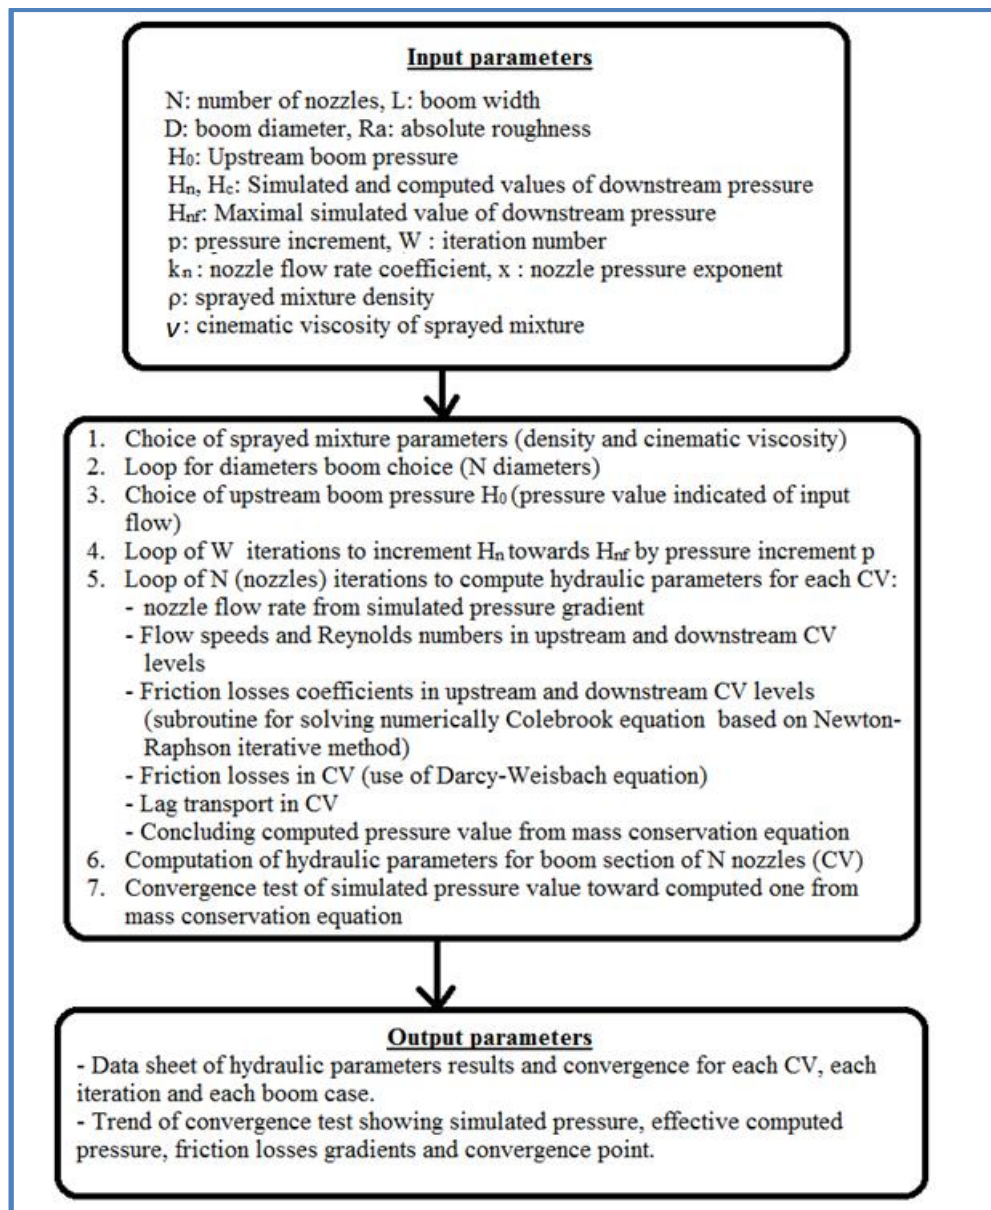 Input parameters
N: number of nozzles, L: boom width
D: boom diameter, Ra: absolute roughness
H₀: Upstream boom pressure
Hₙ, H꜀: Simulated and computed values of downstream pressure
Hnf: Maximal simulated value of downstream pressure
p: pressure increment, W : iteration number
kₙ : nozzle flow rate coefficient, x : nozzle pressure exponent
ρ: sprayed mixture density
ν: cinematic viscosity of sprayed mixture
1. Choice of sprayed mixture parameters (density and cinematic viscosity)
2. Loop for diameters boom choice (N diameters)
3. Choice of upstream boom pressure H₀ (pressure value indicated of input
flow)
4. Loop of W iterations to increment Hₙ towards Hnf by pressure increment p
5. Loop of N (nozzles) iterations to compute hydraulic parameters for each CV:
- nozzle flow rate from simulated pressure gradient
- Flow speeds and Reynolds numbers in upstream and downstream CV
levels
- Friction losses coefficients in upstream and downstream CV levels
(subroutine for solving numerically Colebrook equation based on Newton-
Raphson iterative method)
- Friction losses in CV (use of Darcy-Weisbach equation)
- Lag transport in CV
- Concluding computed pressure value from mass conservation equation
6. Computation of hydraulic parameters for boom section of N nozzles (CV)
7. Convergence test of simulated pressure value toward computed one from
mass conservation equation
Output parameters
- Data sheet of hydraulic parameters results and convergence for each CV, each
iteration and each boom case.
- Trend of convergence test showing simulated pressure, effective computed
pressure, friction losses gradients and convergence point.